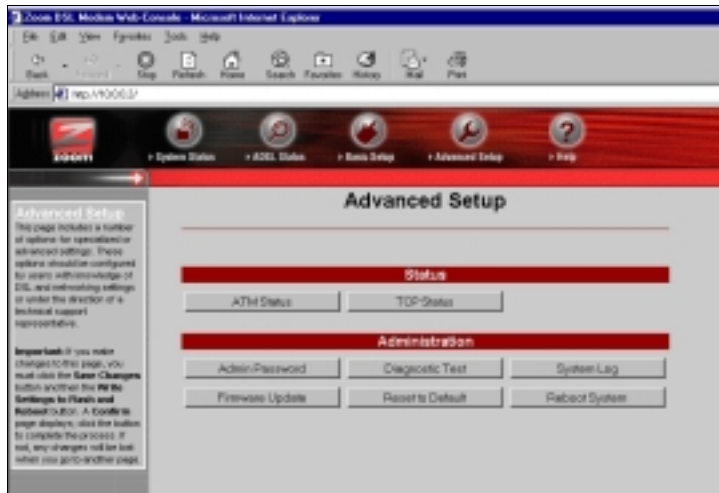 Zoom DSL Modem Web-Console - Microsoft Internet Explorer
File Edit View Favorites Tools Help
Back Forward Stop Refresh Home Search Favorites History Mail Print
Address http://10.0.0.2/
ZOOM System Status ADSL Status Basic Setup Advanced Setup Help
Advanced Setup
This page includes a number
of options for specialized or
advanced settings. These
options should be configured
by users with knowledge of
DSL and networking settings
or under the direction of a
technical support
representative.
Important: If you make
changes to this page, you
must click the Save Changes
button and then the Write
Settings to Flash and
Reboot button. A Confirm
page displays; click the button
to complete the process. If
not, any changes will be lost
when you go to another page.
Advanced Setup
Status
ATM Status TCP Status
Administration
Admin Password Diagnostic Test System Log
Firmware Update Reset to Default Reboot System